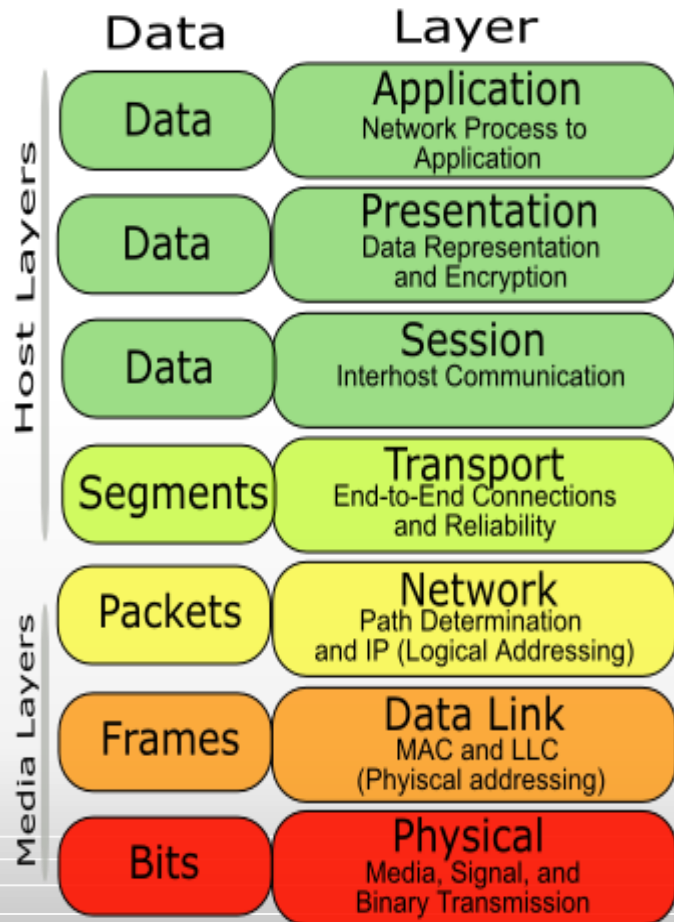 Data Layer
Host Layers
Data
Application
Network Process to
Application
Data
Presentation
Data Representation
and Encryption
Data
Session
Interhost Communication
Segments
Transport
End-to-End Connections
and Reliability
Media Layers
Packets
Network
Path Determination
and IP (Logical Addressing)
Frames
Data Link
MAC and LLC
(Phyiscal addressing)
Bits
Physical
Media, Signal, and
Binary Transmission